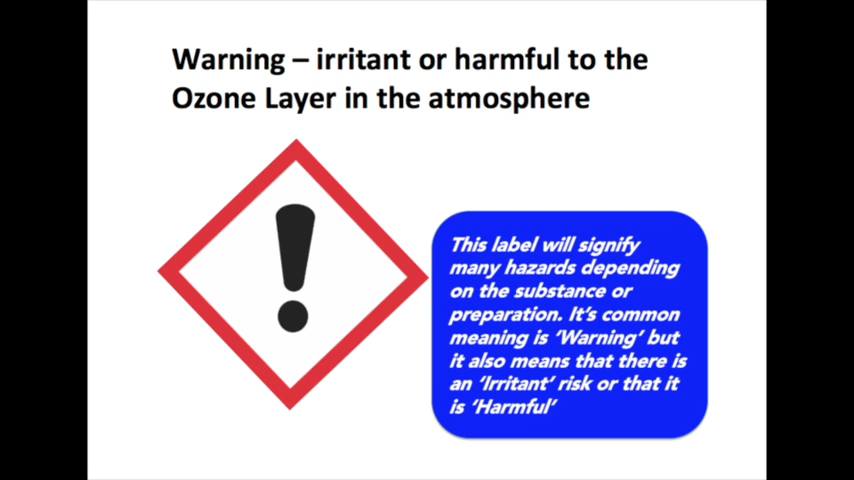 Warning – irritant or harmful to the
Ozone Layer in the atmosphere
This label will signify
many hazards depending
on the substance or
preparation. It's common
meaning is 'Warning' but
it also means that there is
an 'Irritant' risk or that it
is 'Harmful'